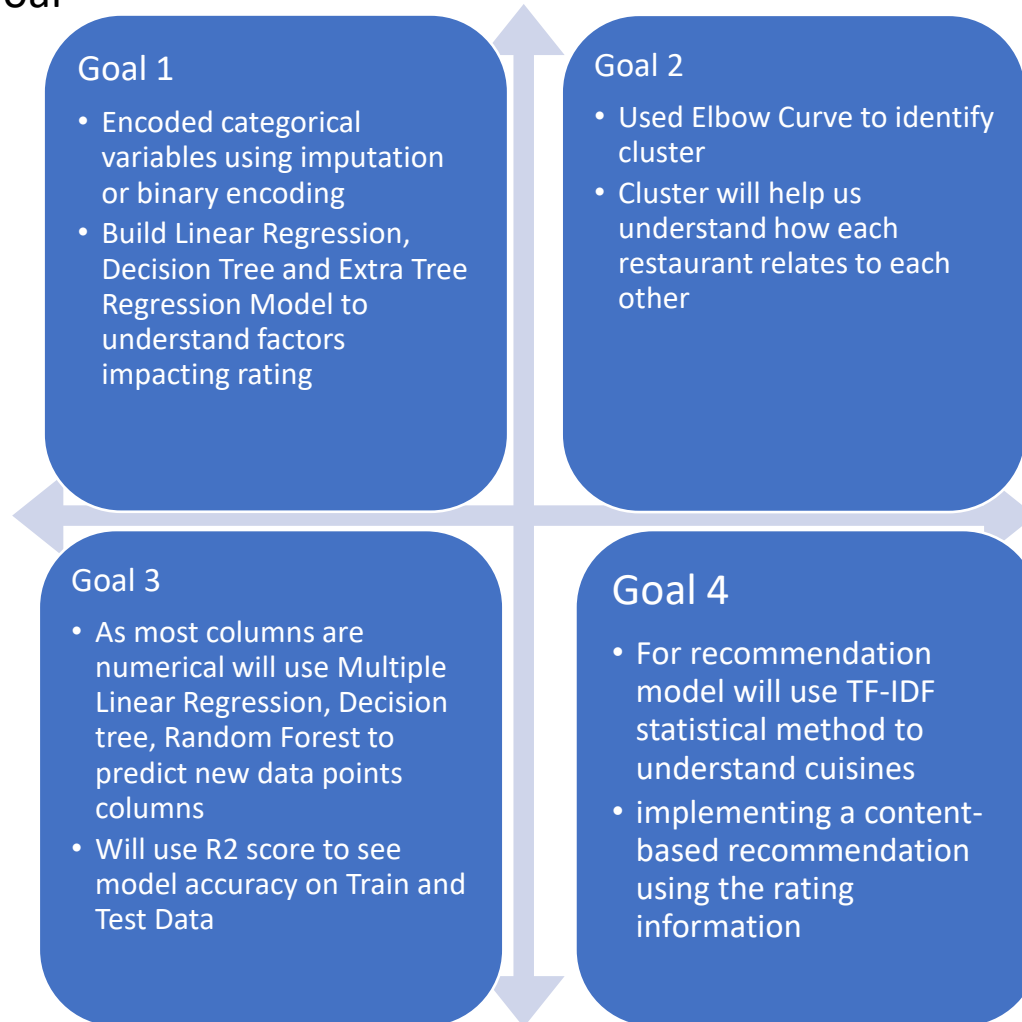 Goal 1
• Encoded categorical
variables using imputation
or binary encoding
• Build Linear Regression,
Decision Tree and Extra Tree
Regression Model to
understand factors
impacting rating
Goal 2
• Used Elbow Curve to identify
cluster
• Cluster will help us
understand how each
restaurant relates to each
other
Goal 3
• As most columns are
numerical will use Multiple
Linear Regression, Decision
tree, Random Forest to
predict new data points
columns
• Will use R2 score to see
model accuracy on Train and
Test Data
Goal 4
• For recommendation
model will use TF-IDF
statistical method to
understand cuisines
• implementing a content-
based recommendation
using the rating
information